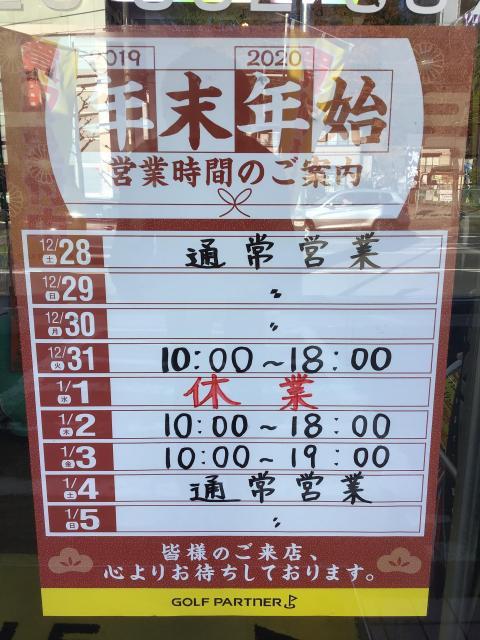 2019 2020
年末年始
営業時間のご案内
12/28 土 通常営業
12/29 日 〃
12/30 月 〃
12/31 火 10:00~18:00
1/1 水 休業
1/2 木 10:00~18:00
1/3 金 10:00~19:00
1/4 土 通常営業
1/5 日 〃
皆様のご来店、
心よりお待ちしております。
GOLF PARTNER